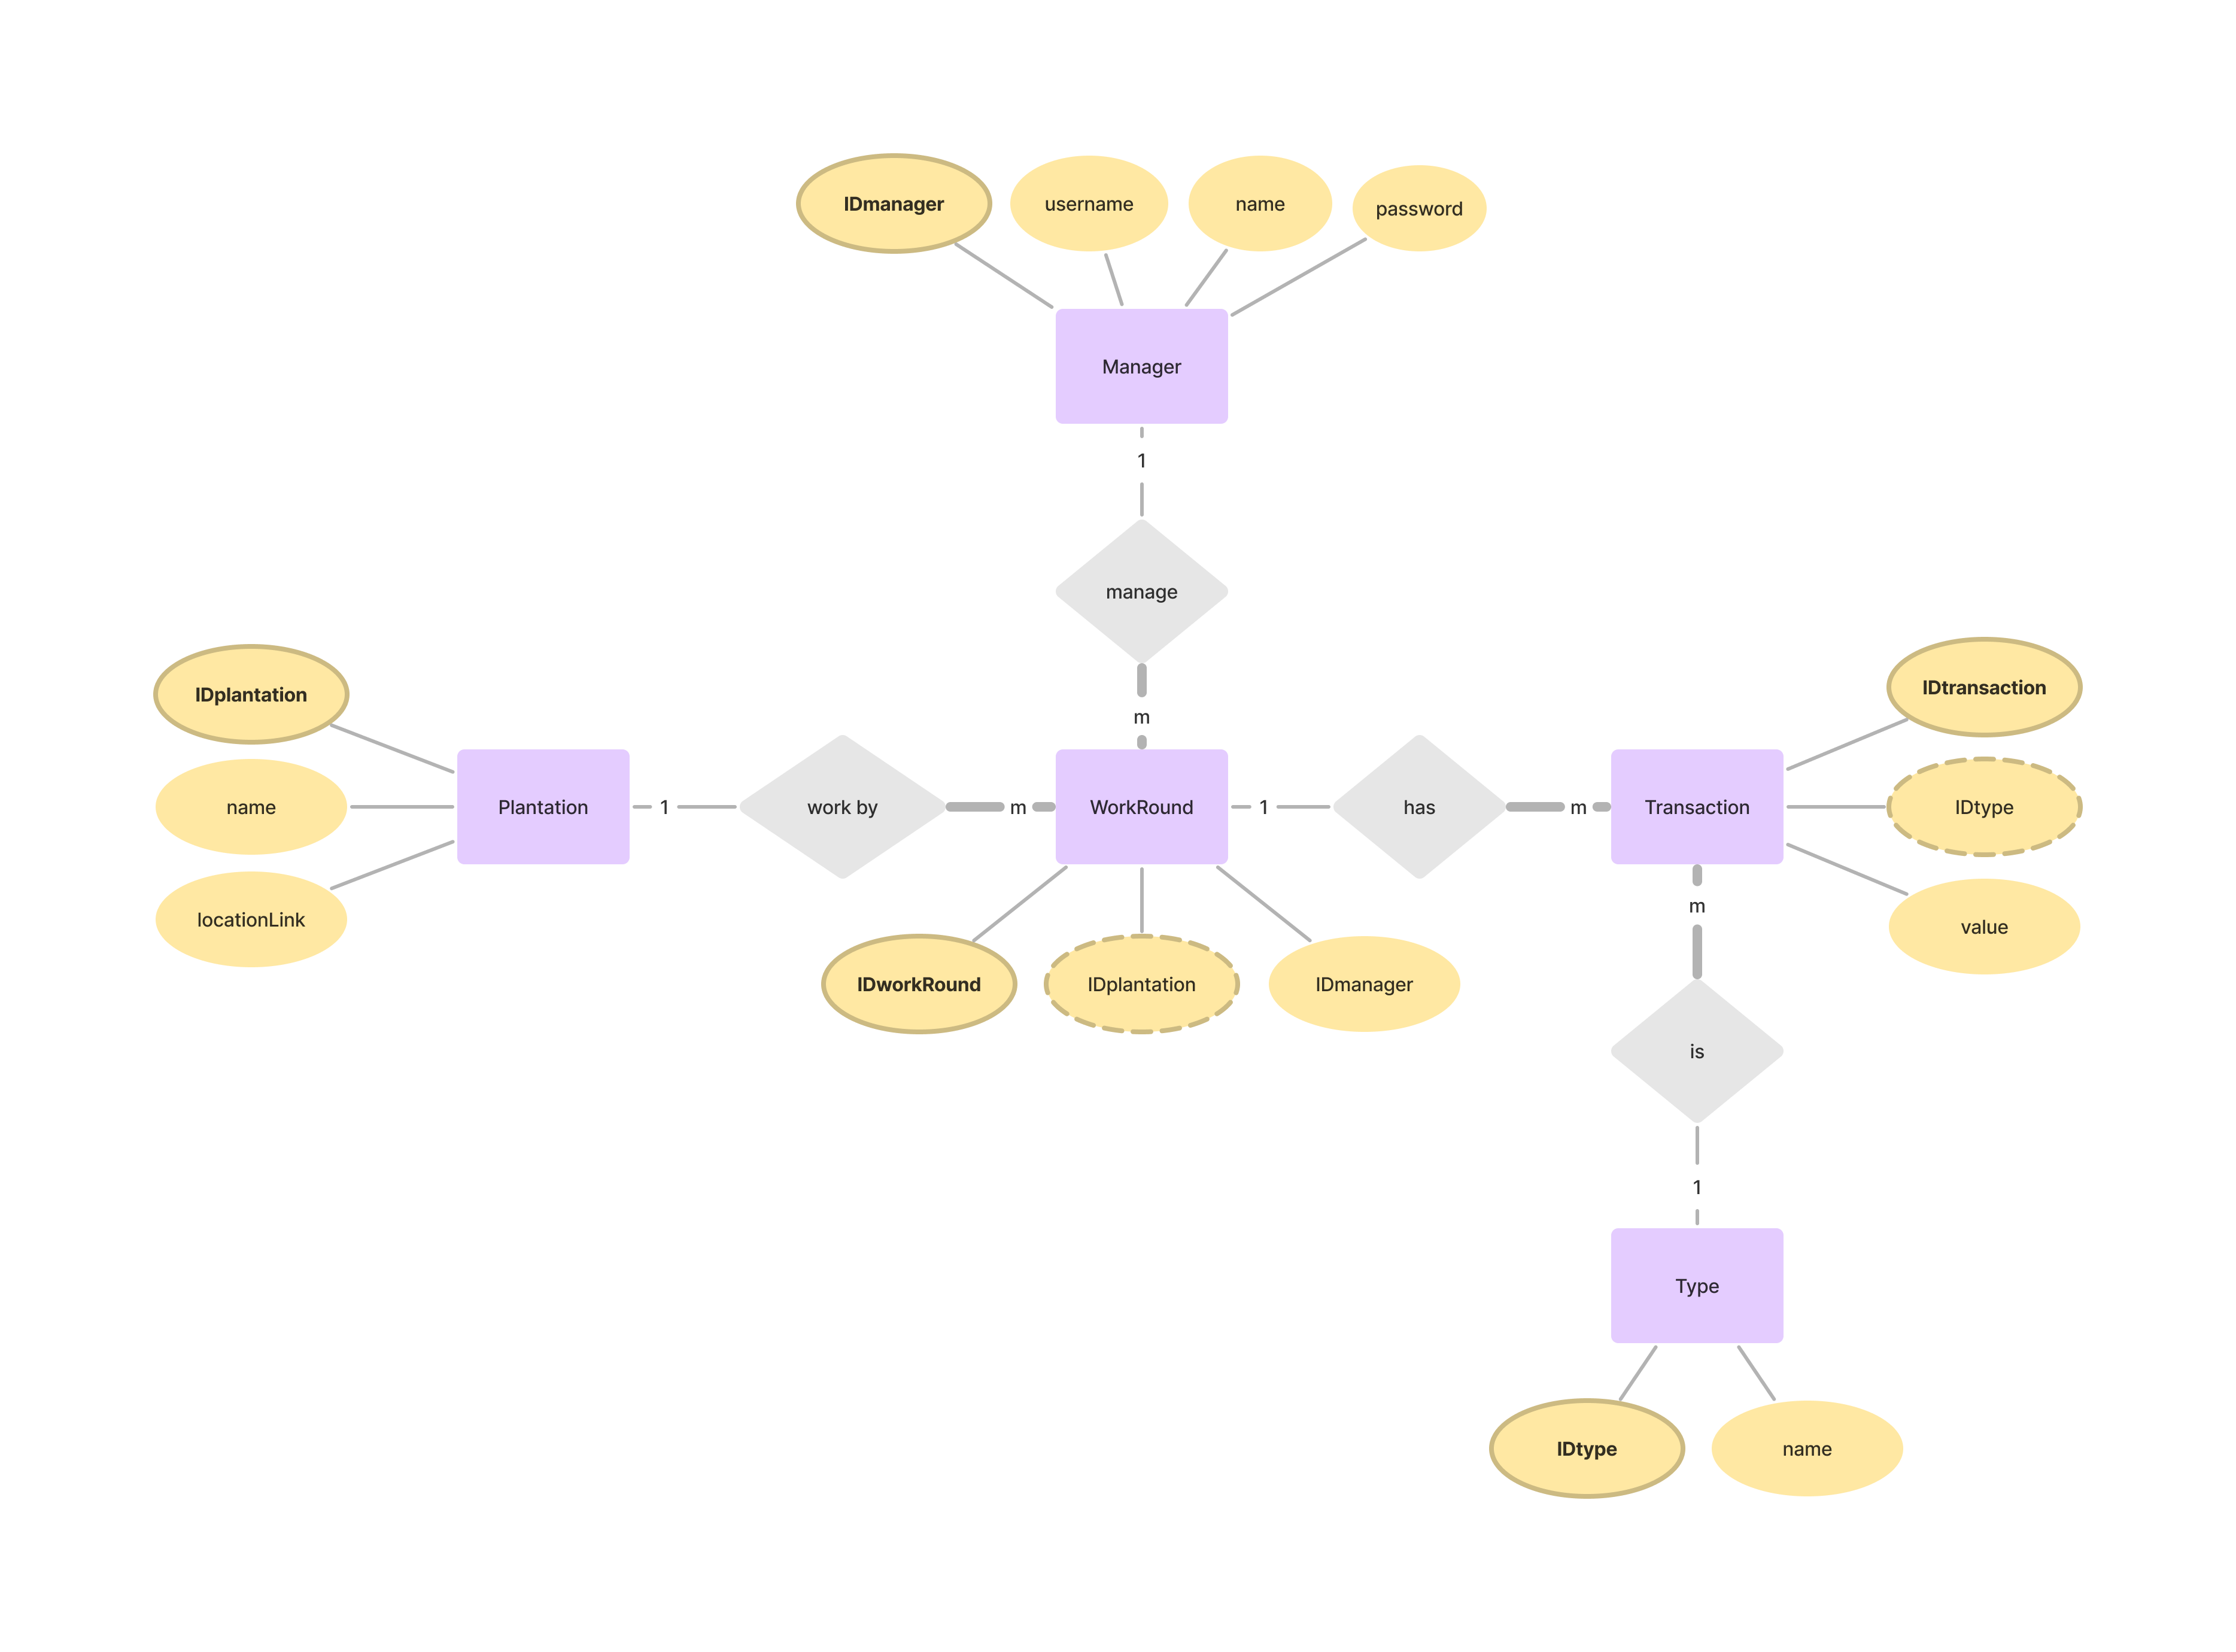 IDmanager
username
name
password
Manager
1
manage
m
IDplantation
name
locationLink
Plantation
1
work by
m
WorkRound
1
has
m
Transaction
IDtransaction
IDtype
value
IDworkRound
IDplantation
IDmanager
m
is
1
Type
IDtype
name